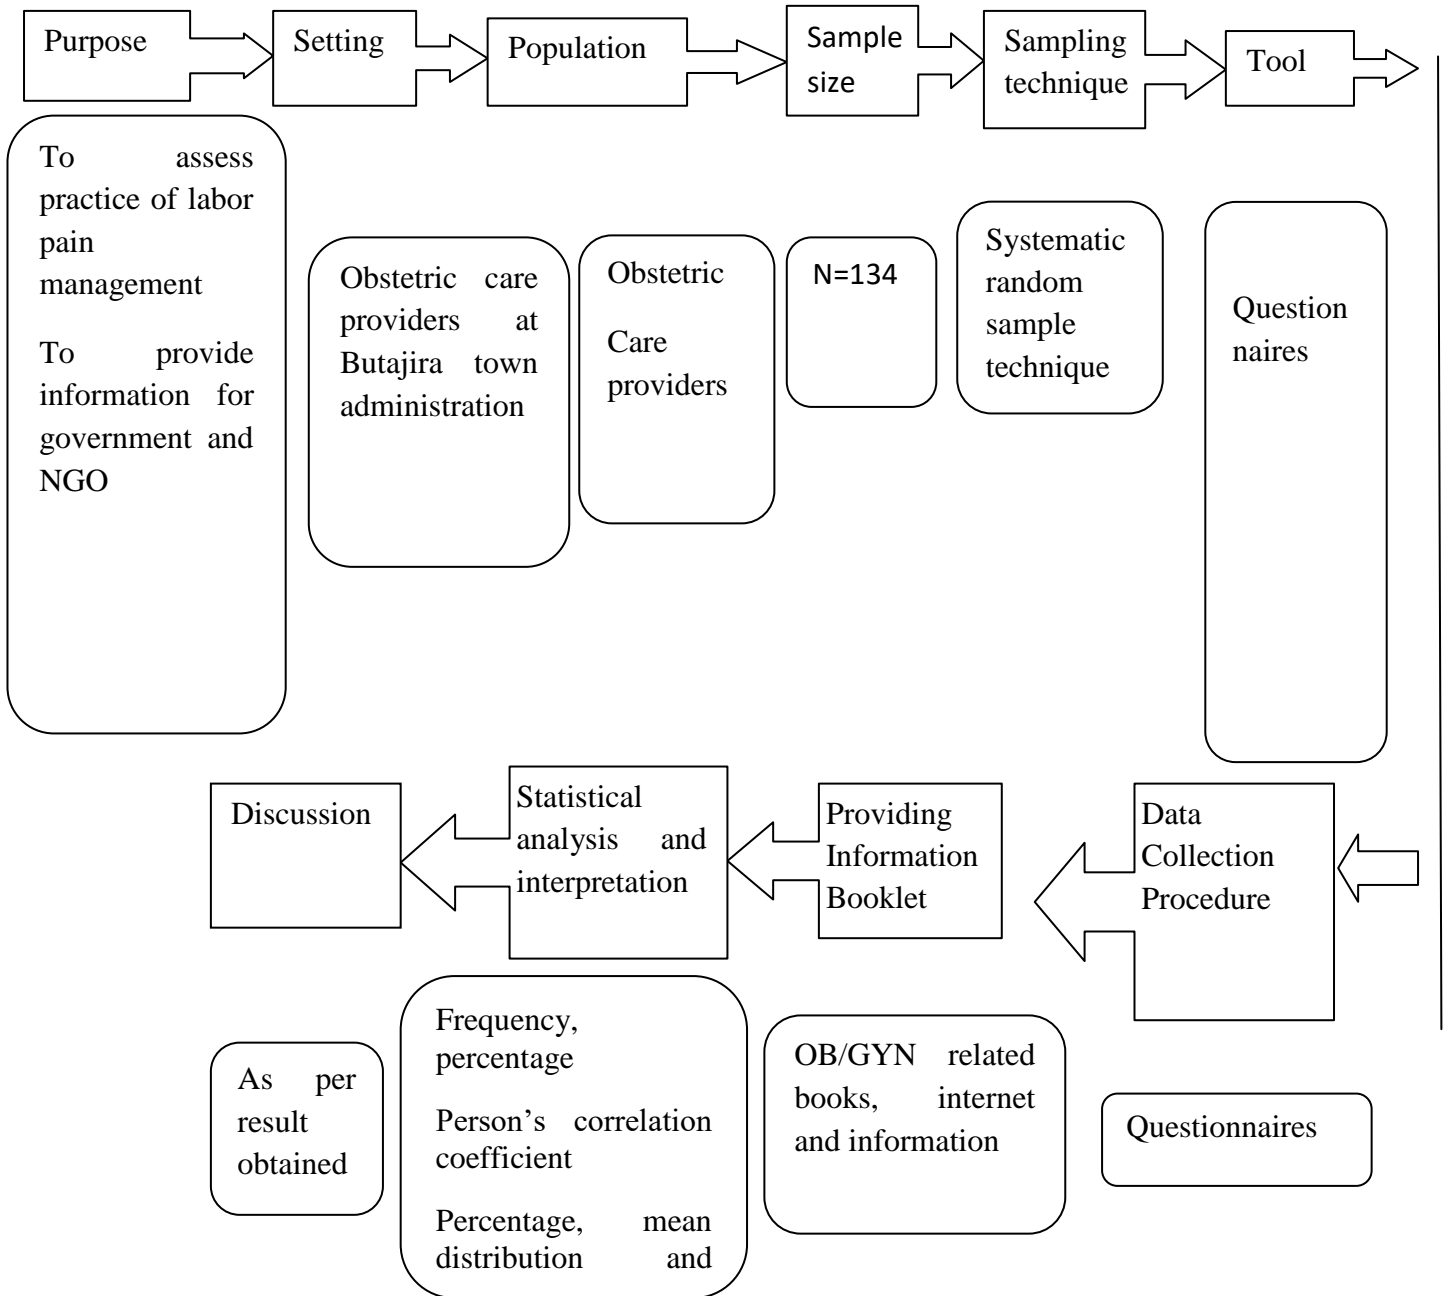 Purpose
Setting
Population
Sample
size
Sampling
technique
Tool
To assess
practice of labor
pain
management
To provide
information for
government and
NGO
Obstetric care
providers at
Butajira town
administration
Obstetric
Care
providers
N=134
Systematic
random
sample
technique
Question
naires
Discussion
Statistical
analysis and
interpretation
Providing
Information
Booklet
Data
Collection
Procedure
As per
result
obtained
Frequency,
percentage
Person’s correlation
coefficient
Percentage, mean
distribution and
OB/GYN related
books, internet
and information
Questionnaires